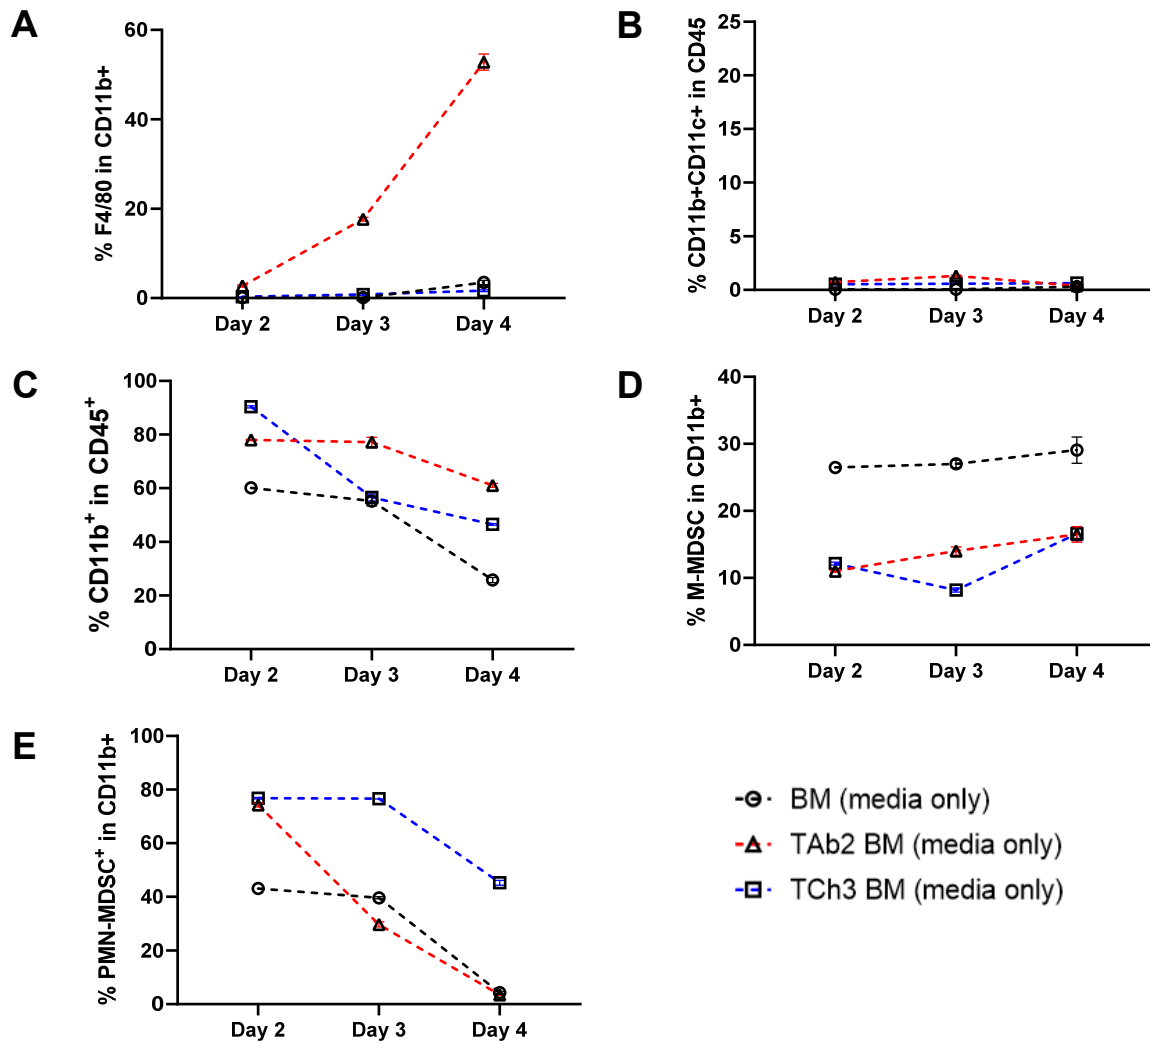 A
% F4/80 in CD11b+
60
40
20
0
Day 2 Day 3 Day 4
B
% CD11b+CD11c+ in CD45
25
20
15
10
5
0
Day 2 Day 3 Day 4
C
% CD11b⁺ in CD45⁺
100
80
60
40
20
0
Day 2 Day 3 Day 4
D
% M-MDSC in CD11b+
40
30
20
10
0
Day 2 Day 3 Day 4
E
% PMN-MDSC⁺ in CD11b+
100
80
60
40
20
0
Day 2 Day 3 Day 4
BM (media only)
TAb2 BM (media only)
TCh3 BM (media only)